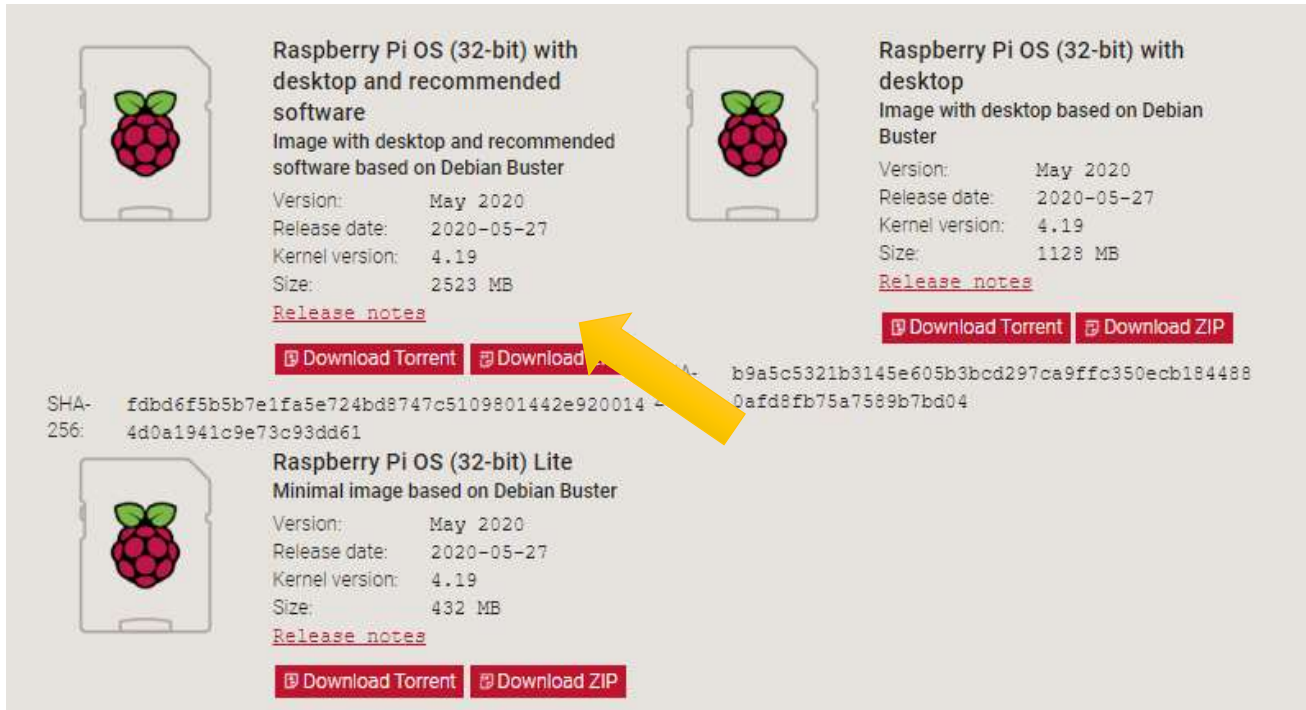 Raspberry Pi OS (32-bit) with
desktop and recommended
software
Image with desktop and recommended
software based on Debian Buster
Version: May 2020
Release date: 2020-05-27
Kernel version: 4.19
Size: 2523 MB
Release notes
Download Torrent Download
SHA- fdbd6f5b5b7e1fa5e724bd8747c5109801442e920014
256: 4d0a1941c9e73c93dd61
Raspberry Pi OS (32-bit) with
desktop
Image with desktop based on Debian
Buster
Version: May 2020
Release date: 2020-05-27
Kernel version: 4.19
Size: 1128 MB
Release notes
Download Torrent Download ZIP
b9a5c5321b3145e605b3bcd297ca9ffc350ecb184488
0afd8fb75a7589b7bd04
Raspberry Pi OS (32-bit) Lite
Minimal image based on Debian Buster
Version: May 2020
Release date: 2020-05-27
Kernel version: 4.19
Size: 432 MB
Release notes
Download Torrent Download ZIP